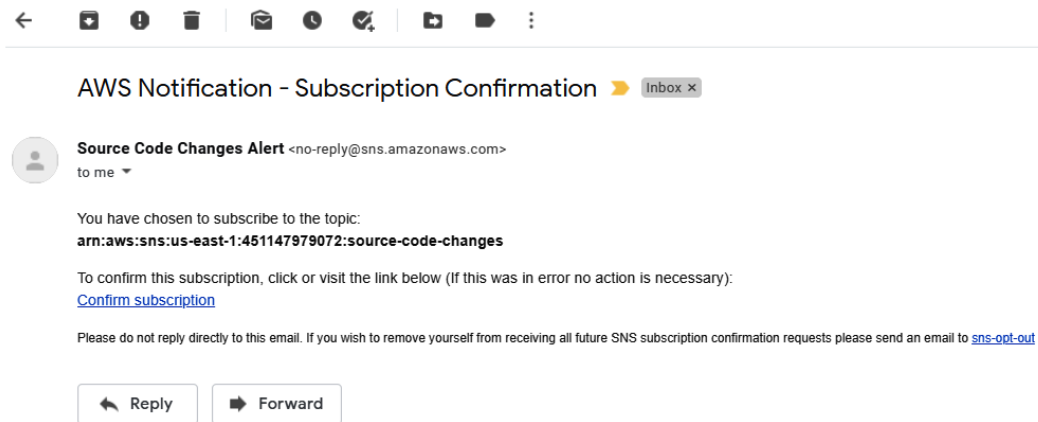 AWS Notification - Subscription Confirmation Inbox ×
Source Code Changes Alert <no-reply@sns.amazonaws.com>
to me
You have chosen to subscribe to the topic:
arn:aws:sns:us-east-1:451147979072:source-code-changes
To confirm this subscription, click or visit the link below (If this was in error no action is necessary):
Confirm subscription
Please do not reply directly to this email. If you wish to remove yourself from receiving all future SNS subscription confirmation requests please send an email to sns-opt-out
Reply Forward